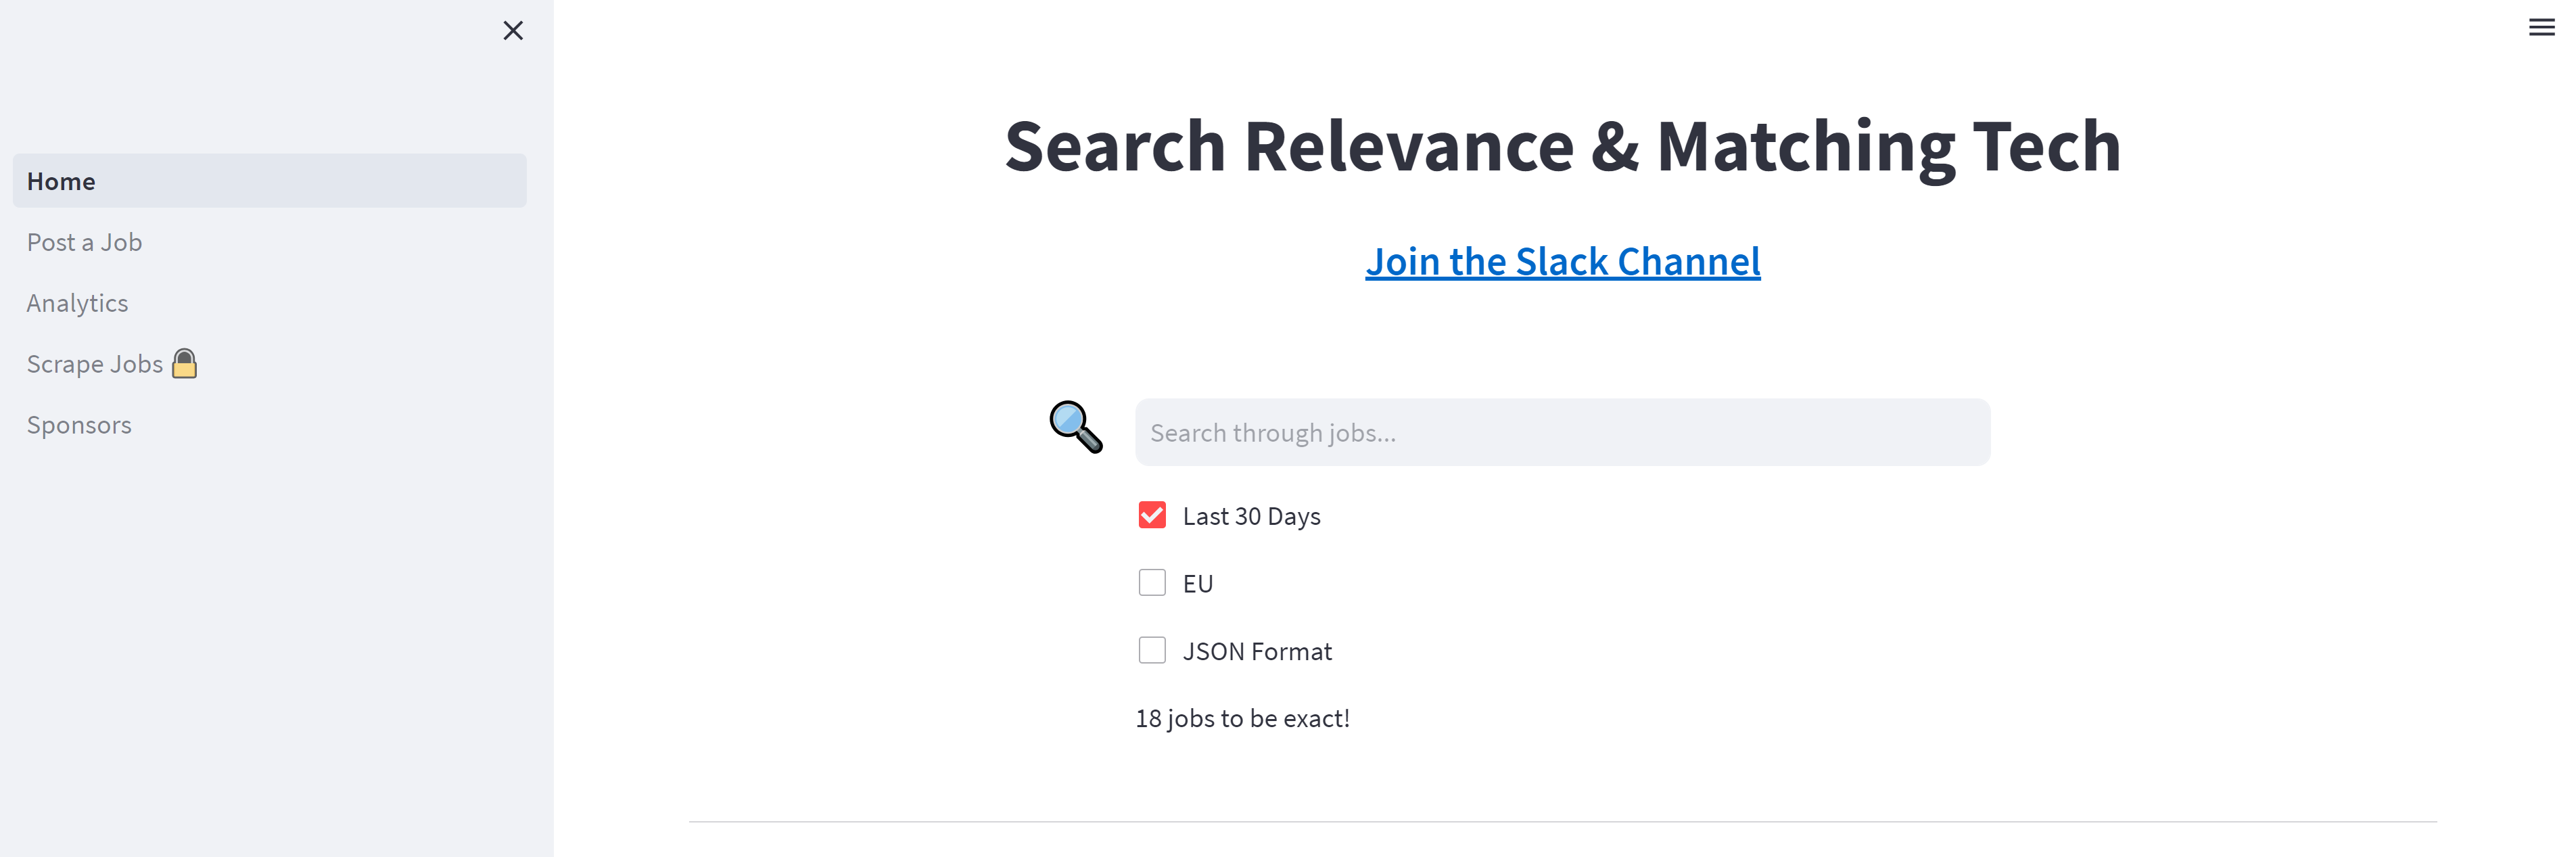 Home
Post a Job
Analytics
Scrape Jobs
Sponsors
Search Relevance & Matching Tech
Join the Slack Channel
Search through jobs...
Last 30 Days
EU
JSON Format
18 jobs to be exact!